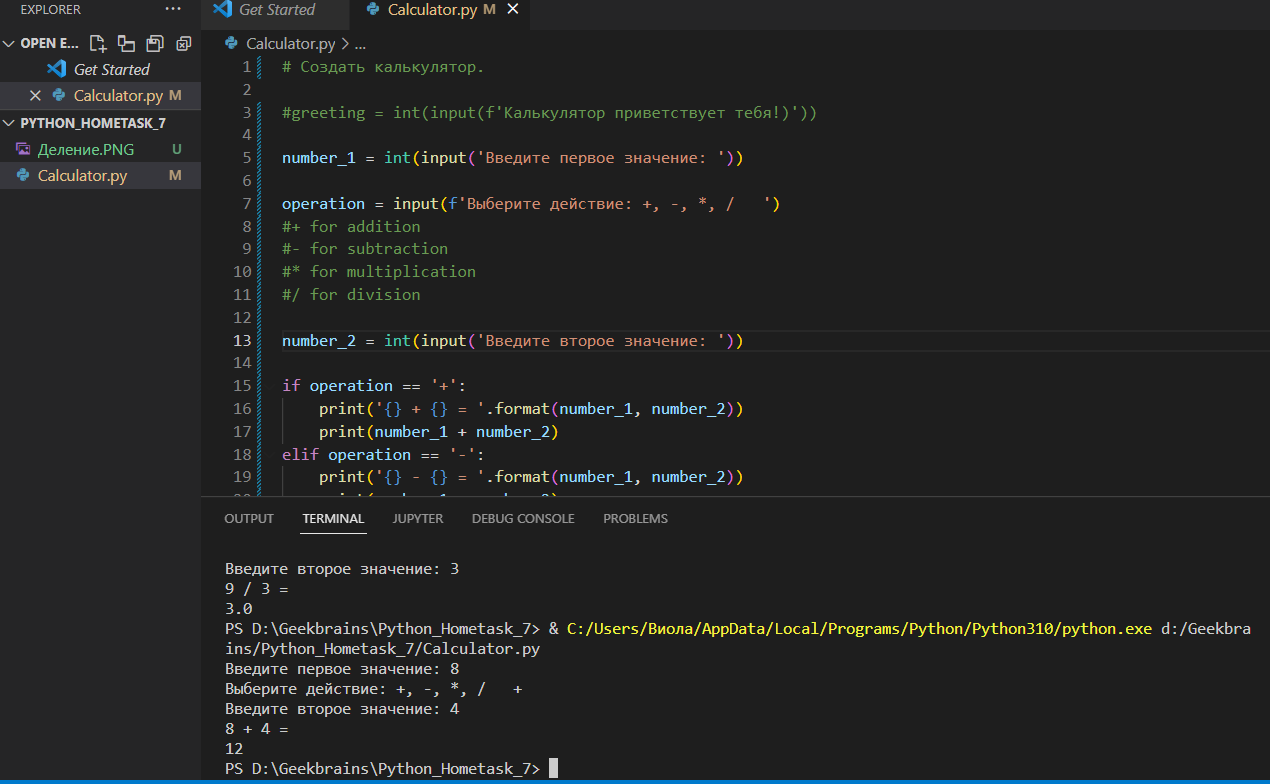 EXPLORER ...
Get Started
Calculator.py M
OPEN E...
Get Started
Calculator.py M
PYTHON_HOMETASK_7
Деление.PNG U
Calculator.py M
Calculator.py > ...
1 # Создать калькулятор.
2
3 #greeting = int(input(f'Калькулятор приветствует тебя!)'))
4
5 number_1 = int(input('Введите первое значение: '))
6
7 operation = input(f'Выберите действие: +, -, *, /   ')
8 #+ for addition
9 #- for subtraction
10 #* for multiplication
11 #/ for division
12
13 number_2 = int(input('Введите второе значение: '))
14
15 if operation == '+':
16     print('{} + {} = '.format(number_1, number_2))
17     print(number_1 + number_2)
18 elif operation == '-':
19     print('{} - {} = '.format(number_1, number_2))
OUTPUT TERMINAL JUPYTER DEBUG CONSOLE PROBLEMS
Введите второе значение: 3
9 / 3 =
3.0
PS D:\Geekbrains\Python_Hometask_7> & C:/Users/Виола/AppData/Local/Programs/Python/Python310/python.exe d:/Geekbra
ins/Python_Hometask_7/Calculator.py
Введите первое значение: 8
Выберите действие: +, -, *, /   +
Введите второе значение: 4
8 + 4 =
12
PS D:\Geekbrains\Python_Hometask_7>